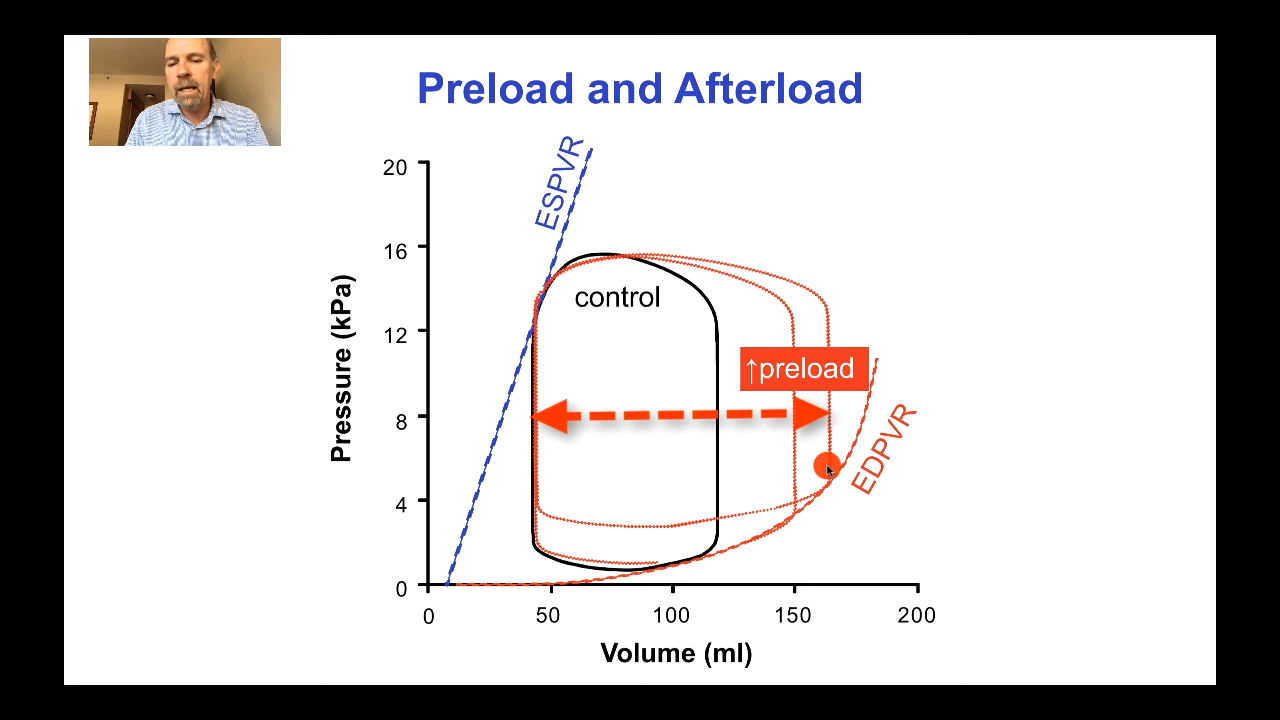 Preload and Afterload
ESPVR
20
16
12
8
4
0
Pressure (kPa)
control
↑preload
EDPVR
0
50
100
150
200
Volume (ml)